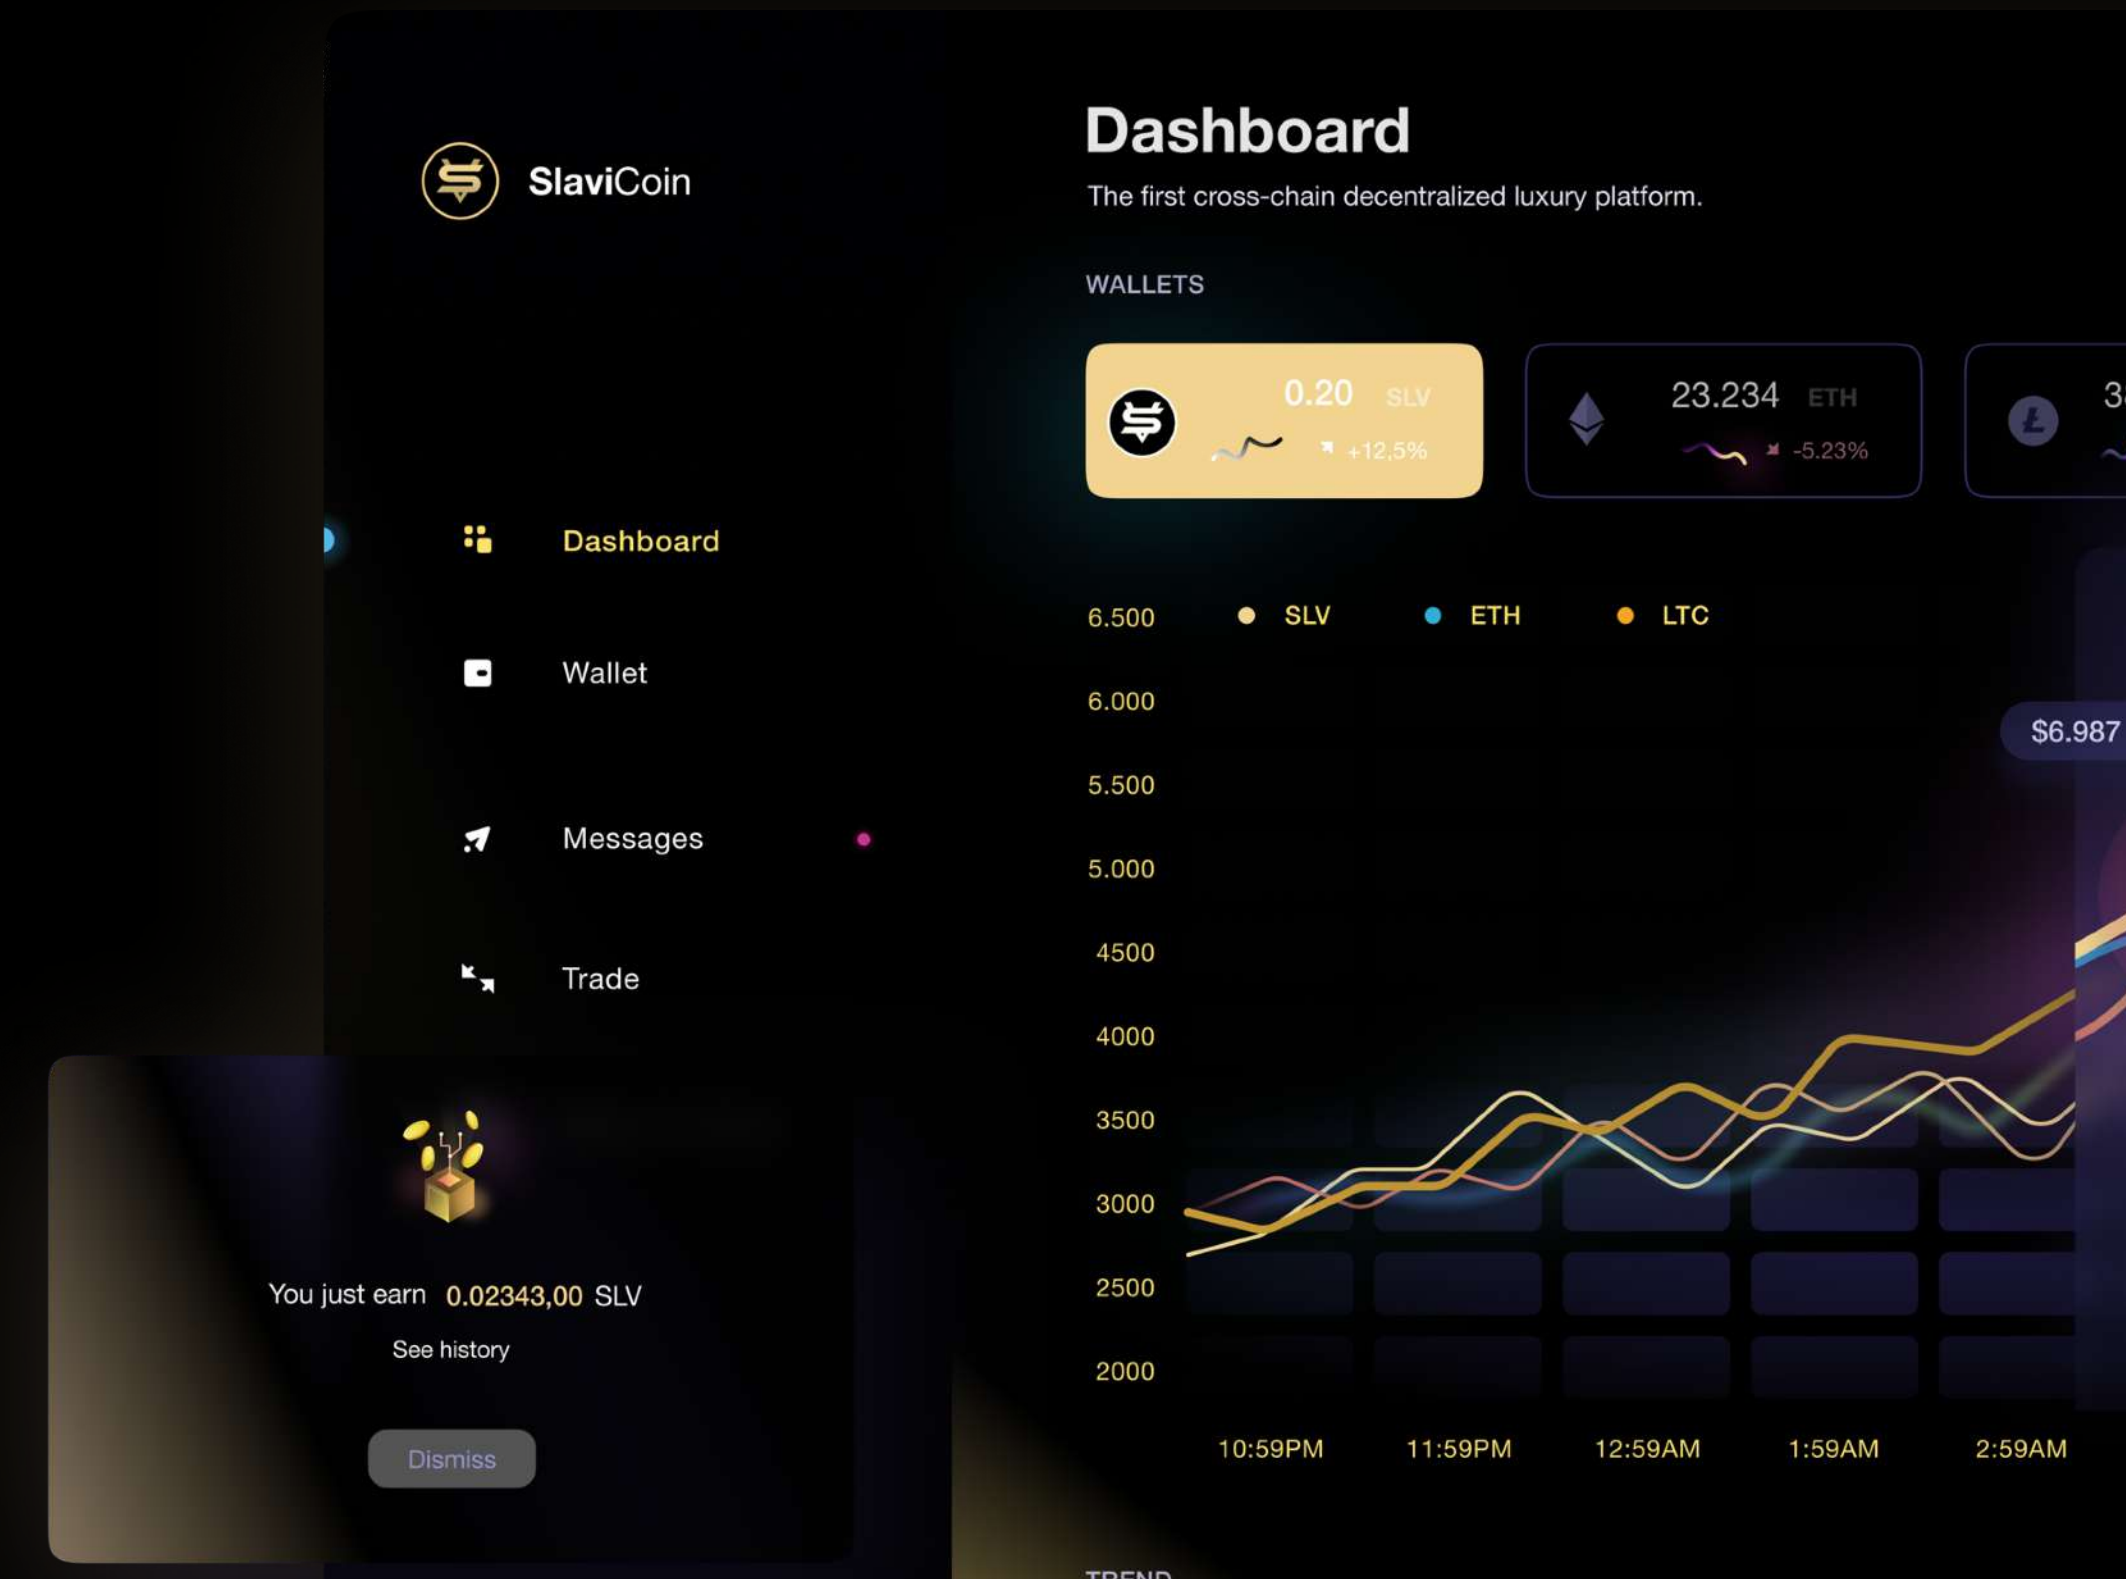 SlaviCoin
Dashboard
Wallet
Messages
Trade
You just earn 0.02343,00 SLV
See history
Dismiss
Dashboard
The first cross-chain decentralized luxury platform.
WALLETS
0.20 SLV
+12,5%
23.234 ETH
-5.23%
SLV ETH LTC
6.500
6.000
5.500
5.000
4500
4000
3500
3000
2500
2000
$6.987
10:59PM 11:59PM 12:59AM 1:59AM 2:59AM
TREND